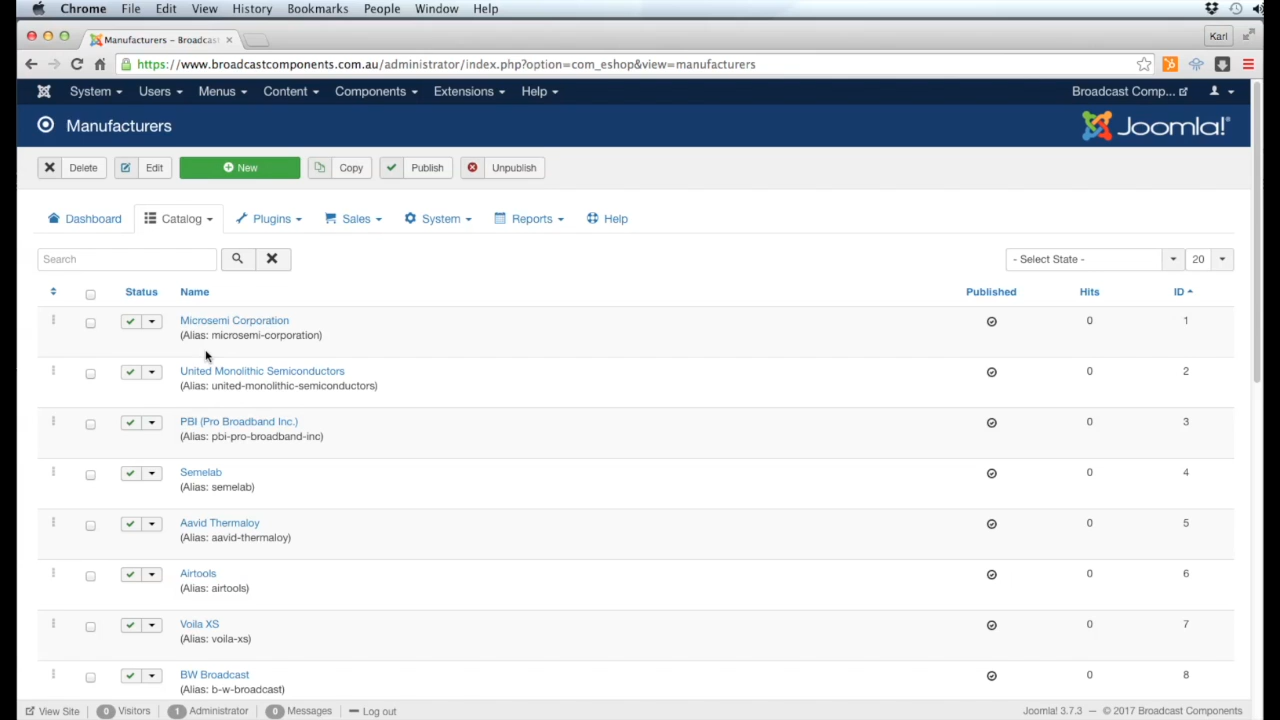 Chrome File Edit View History Bookmarks People Window Help
Manufacturers – Broadcast
Karl
https://www.broadcastcomponents.com.au/administrator/index.php?option=com_eshop&view=manufacturers
System Users Menus Content Components Extensions Help Broadcast Comp...
Manufacturers Joomla!®
Delete Edit New Copy Publish Unpublish
Dashboard Catalog Plugins Sales System Reports Help
Search - Select State - 20
Status Name Published Hits ID
Microsemi Corporation 0 1
(Alias: microsemi-corporation)
United Monolithic Semiconductors 0 2
(Alias: united-monolithic-semiconductors)
PBI (Pro Broadband Inc.) 0 3
(Alias: pbi-pro-broadband-inc)
Semelab 0 4
(Alias: semelab)
Aavid Thermaloy 0 5
(Alias: aavid-thermaloy)
Airtools 0 6
(Alias: airtools)
Voila XS 0 7
(Alias: voila-xs)
BW Broadcast 0 8
(Alias: b-w-broadcast)
View Site 0 Visitors 1 Administrator 0 Messages Log out Joomla! 3.7.3 — © 2017 Broadcast Components